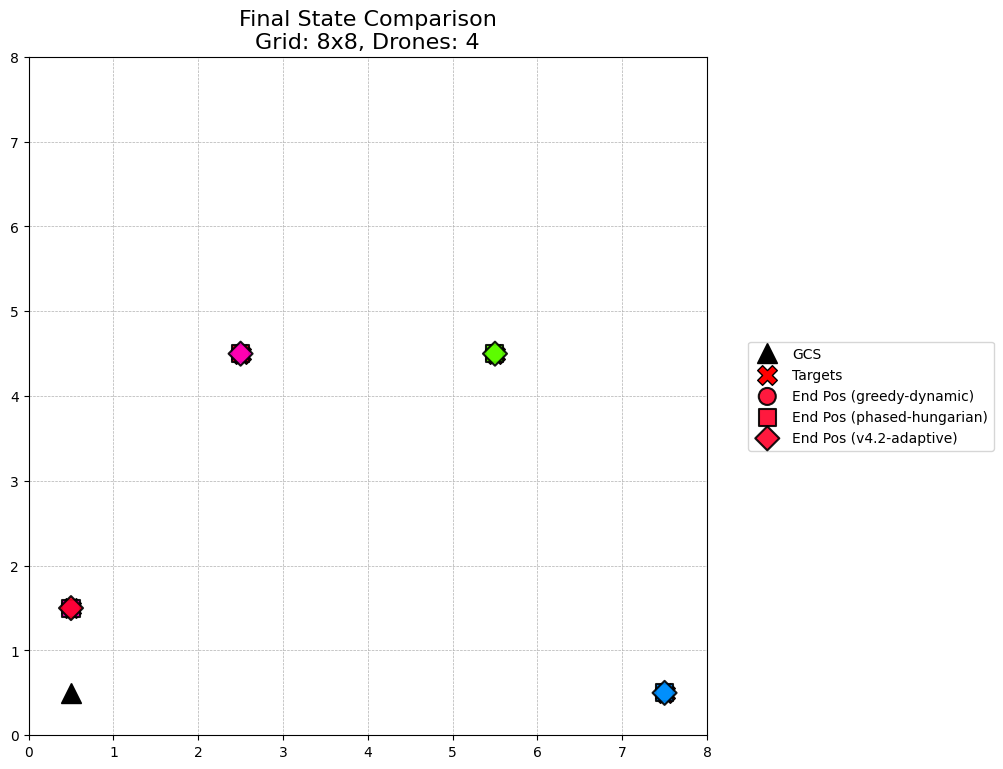 Final State Comparison
Grid: 8x8, Drones: 4
8
7
6
5
4
3
2
1
0
0 1 2 3 4 5 6 7 8
GCS
Targets
End Pos (greedy-dynamic)
End Pos (phased-hungarian)
End Pos (v4.2-adaptive)